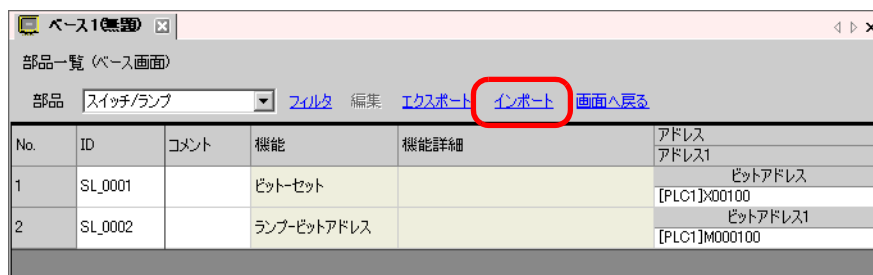 ベース1(無題)
部品一覧 (ベース画面)
部品 スイッチ/ランプ フィルタ 編集 エクスポート インポート 画面へ戻る
No. ID コメント 機能 機能詳細 アドレス
アドレス1
1 SL_0001 ビット-セット ビットアドレス
[PLC1]X00100
2 SL_0002 ランプ-ビットアドレス ビットアドレス1
[PLC1]M000100